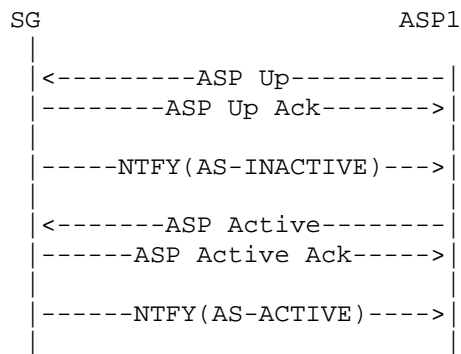 SG ASP1
<---------ASP Up----------
--------ASP Up Ack------->
-----NTFY(AS-INACTIVE)--->
<-------ASP Active--------
------ASP Active Ack----->
------NTFY(AS-ACTIVE)---->